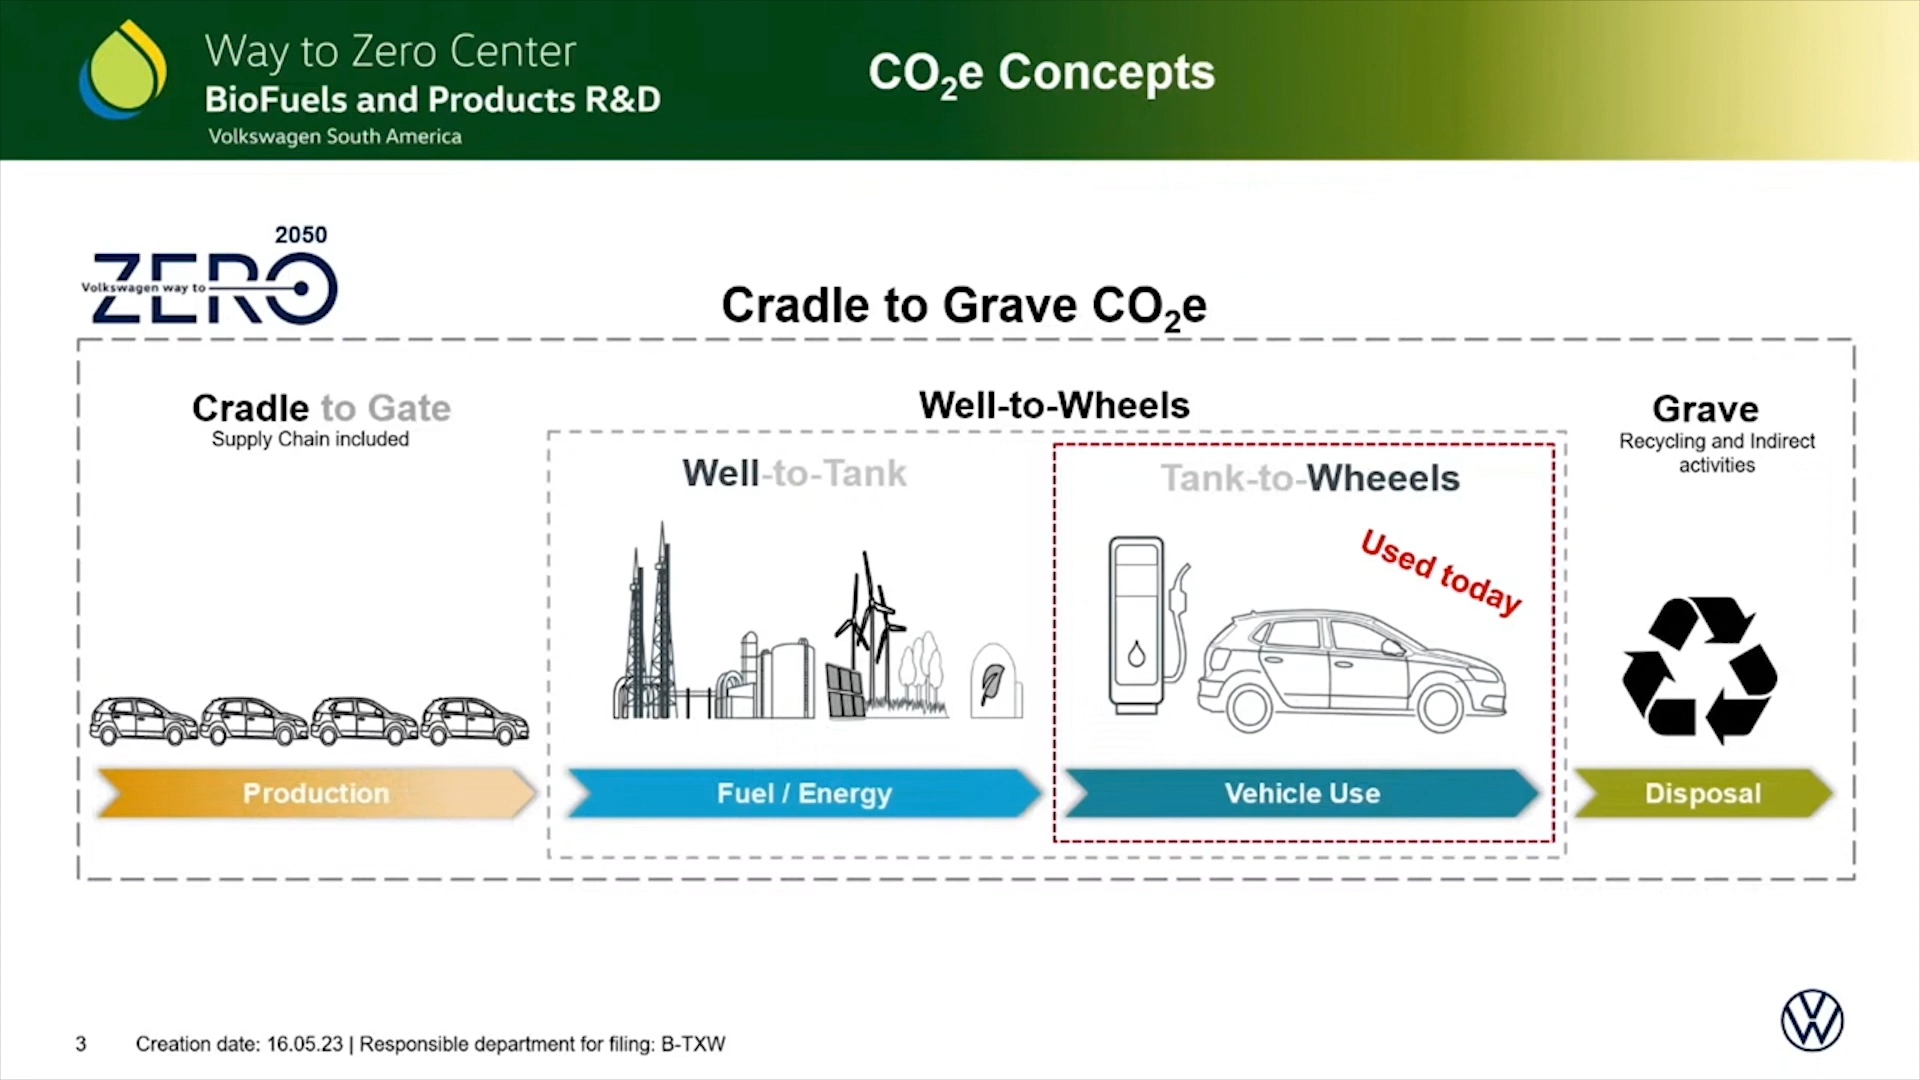 Way to Zero Center
BioFuels and Products R&D
Volkswagen South America
CO₂e Concepts
2050
ZERO
Volkswagen way to
Cradle to Grave CO₂e
Cradle to Gate
Supply Chain included
Well-to-Wheels
Well-to-Tank
Tank-to-Wheeels
Used today
Grave
Recycling and Indirect
activities
Production
Fuel / Energy
Vehicle Use
Disposal
3
Creation date: 16.05.23 | Responsible department for filing: B-TXW